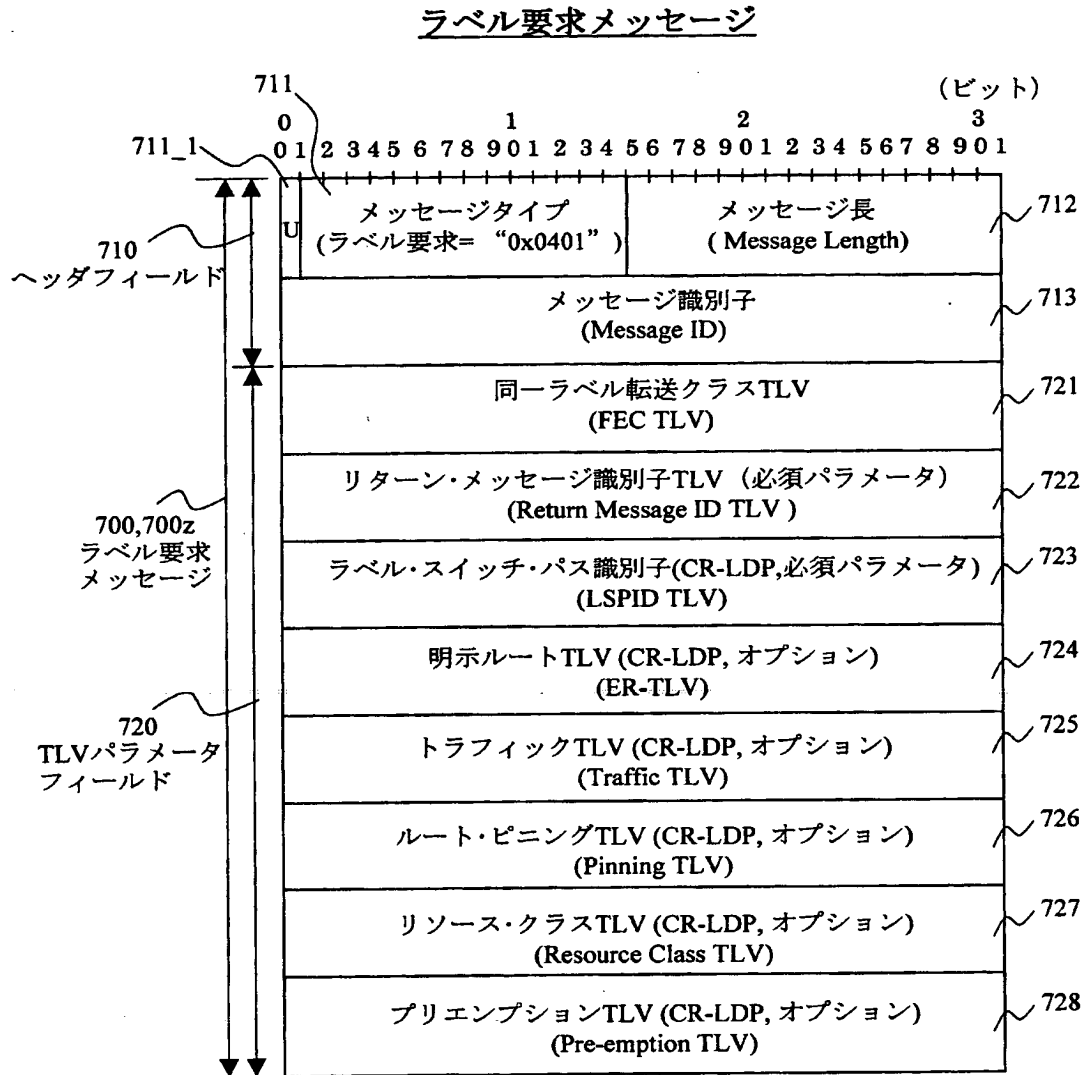 ラベル要求メッセージ
711
(ビット)
0 1 2 3
711_1
0 1 2 3 4 5 6 7 8 9 0 1 2 3 4 5 6 7 8 9 0 1 2 3 4 5 6 7 8 9 0 1
U
メッセージタイプ
(ラベル要求= “0x0401” )
メッセージ長
( Message Length)
712
710
ヘッダフィールド
メッセージ識別子
(Message ID)
713
同一ラベル転送クラスTLV
(FEC TLV)
721
リターン・メッセージ識別子TLV (必須パラメータ)
(Return Message ID TLV )
722
700,700z
ラベル要求
メッセージ
ラベル・スイッチ・パス識別子(CR-LDP,必須パラメータ)
(LSPID TLV)
723
明示ルートTLV (CR-LDP, オプション)
(ER-TLV)
724
720
TLVパラメータ
フィールド
トラフィックTLV (CR-LDP, オプション)
(Traffic TLV)
725
ルート・ピニングTLV (CR-LDP, オプション)
(Pinning TLV)
726
リソース・クラスTLV (CR-LDP, オプション)
(Resource Class TLV)
727
プリエンプションTLV (CR-LDP, オプション)
(Pre-emption TLV)
728